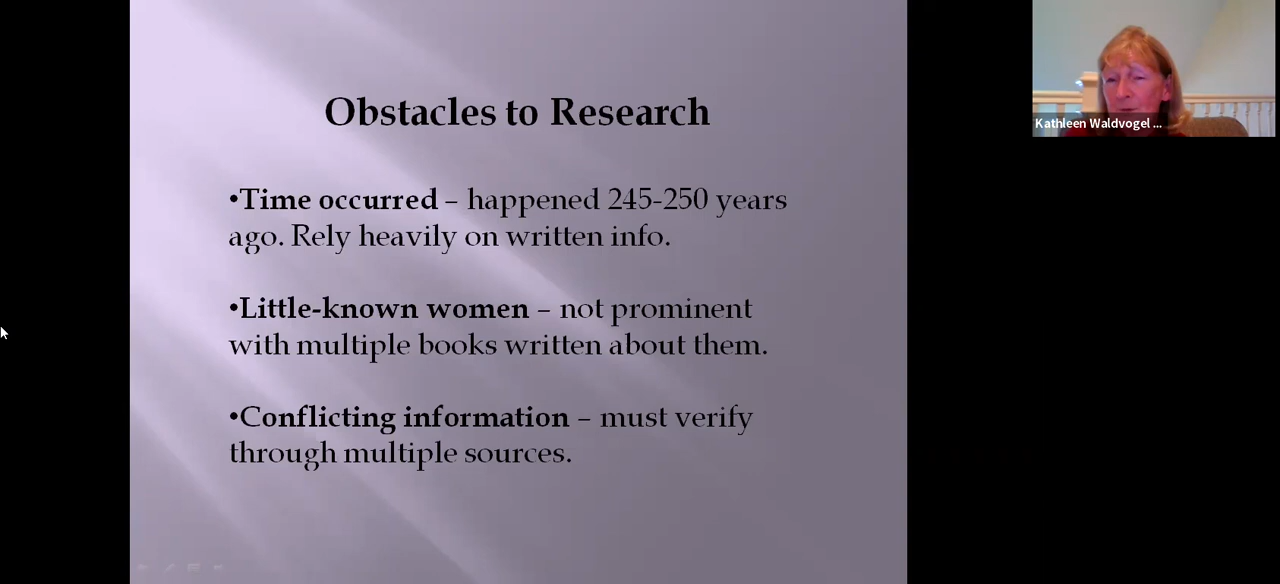 Obstacles to Research
•Time occurred – happened 245-250 years
ago. Rely heavily on written info.
•Little-known women – not prominent
with multiple books written about them.
•Conflicting information – must verify
through multiple sources.
Kathleen Waldvogel ...